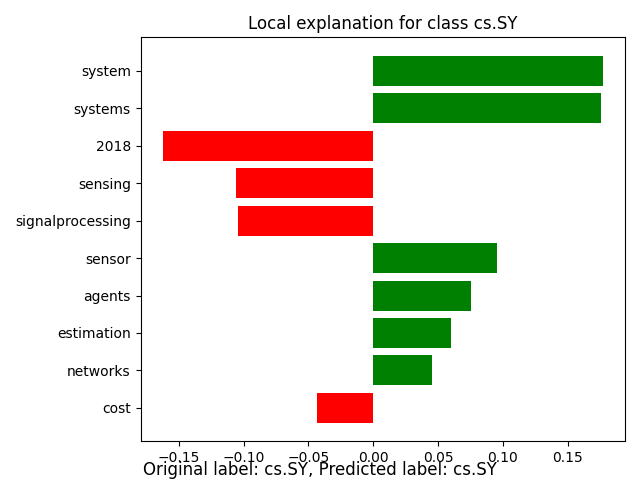 Local explanation for class cs.SY
system
systems
2018
sensing
signalprocessing
sensor
agents
estimation
networks
cost
−0.15 −0.10 −0.05 0.00 0.05 0.10 0.15
Original label: cs.SY, Predicted label: cs.SY